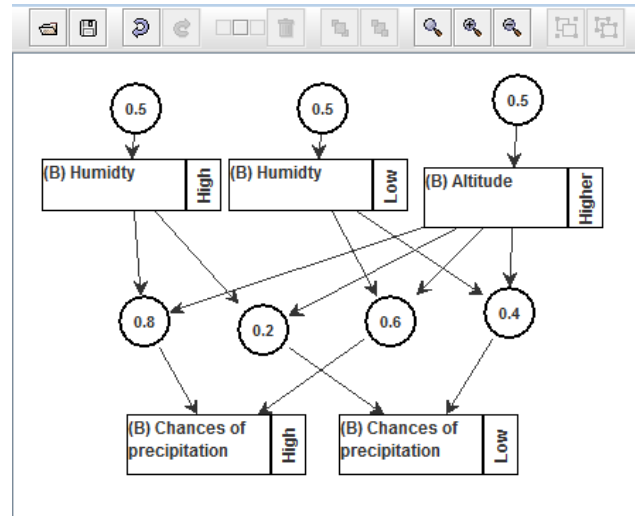 0.5
0.5
0.5
(B) Humidty
High
(B) Humidty
Low
(B) Altitude
Higher
0.8
0.2
0.6
0.4
(B) Chances of
precipitation
High
(B) Chances of
precipitation
Low